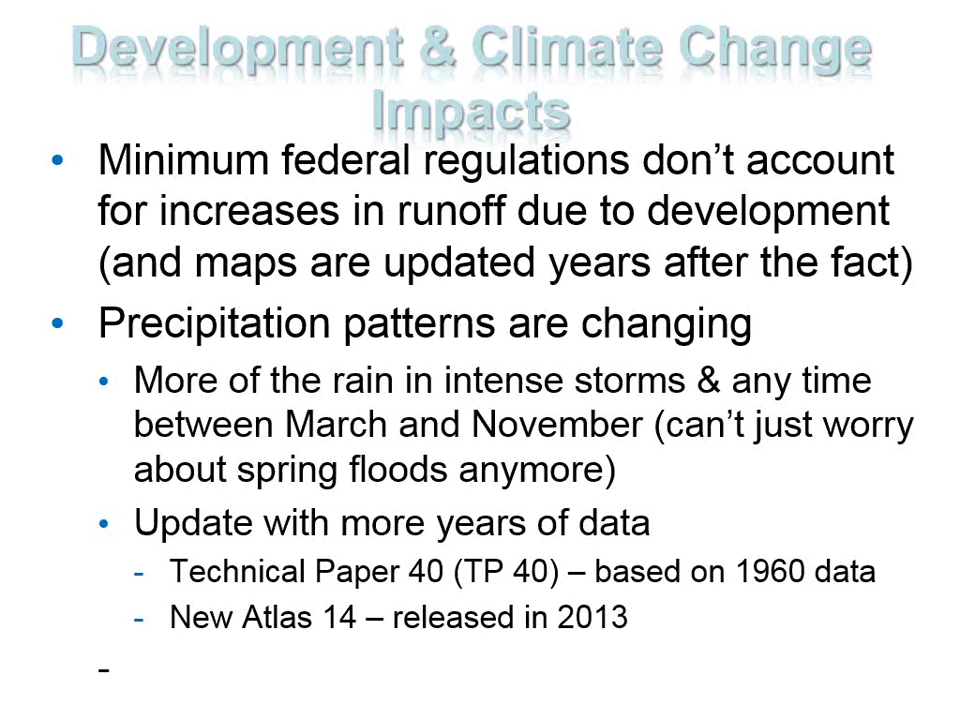 Development & Climate Change
Impacts
• Minimum federal regulations don’t account
for increases in runoff due to development
(and maps are updated years after the fact)
• Precipitation patterns are changing
• More of the rain in intense storms & any time
between March and November (can’t just worry
about spring floods anymore)
• Update with more years of data
- Technical Paper 40 (TP 40) – based on 1960 data
- New Atlas 14 – released in 2013
-